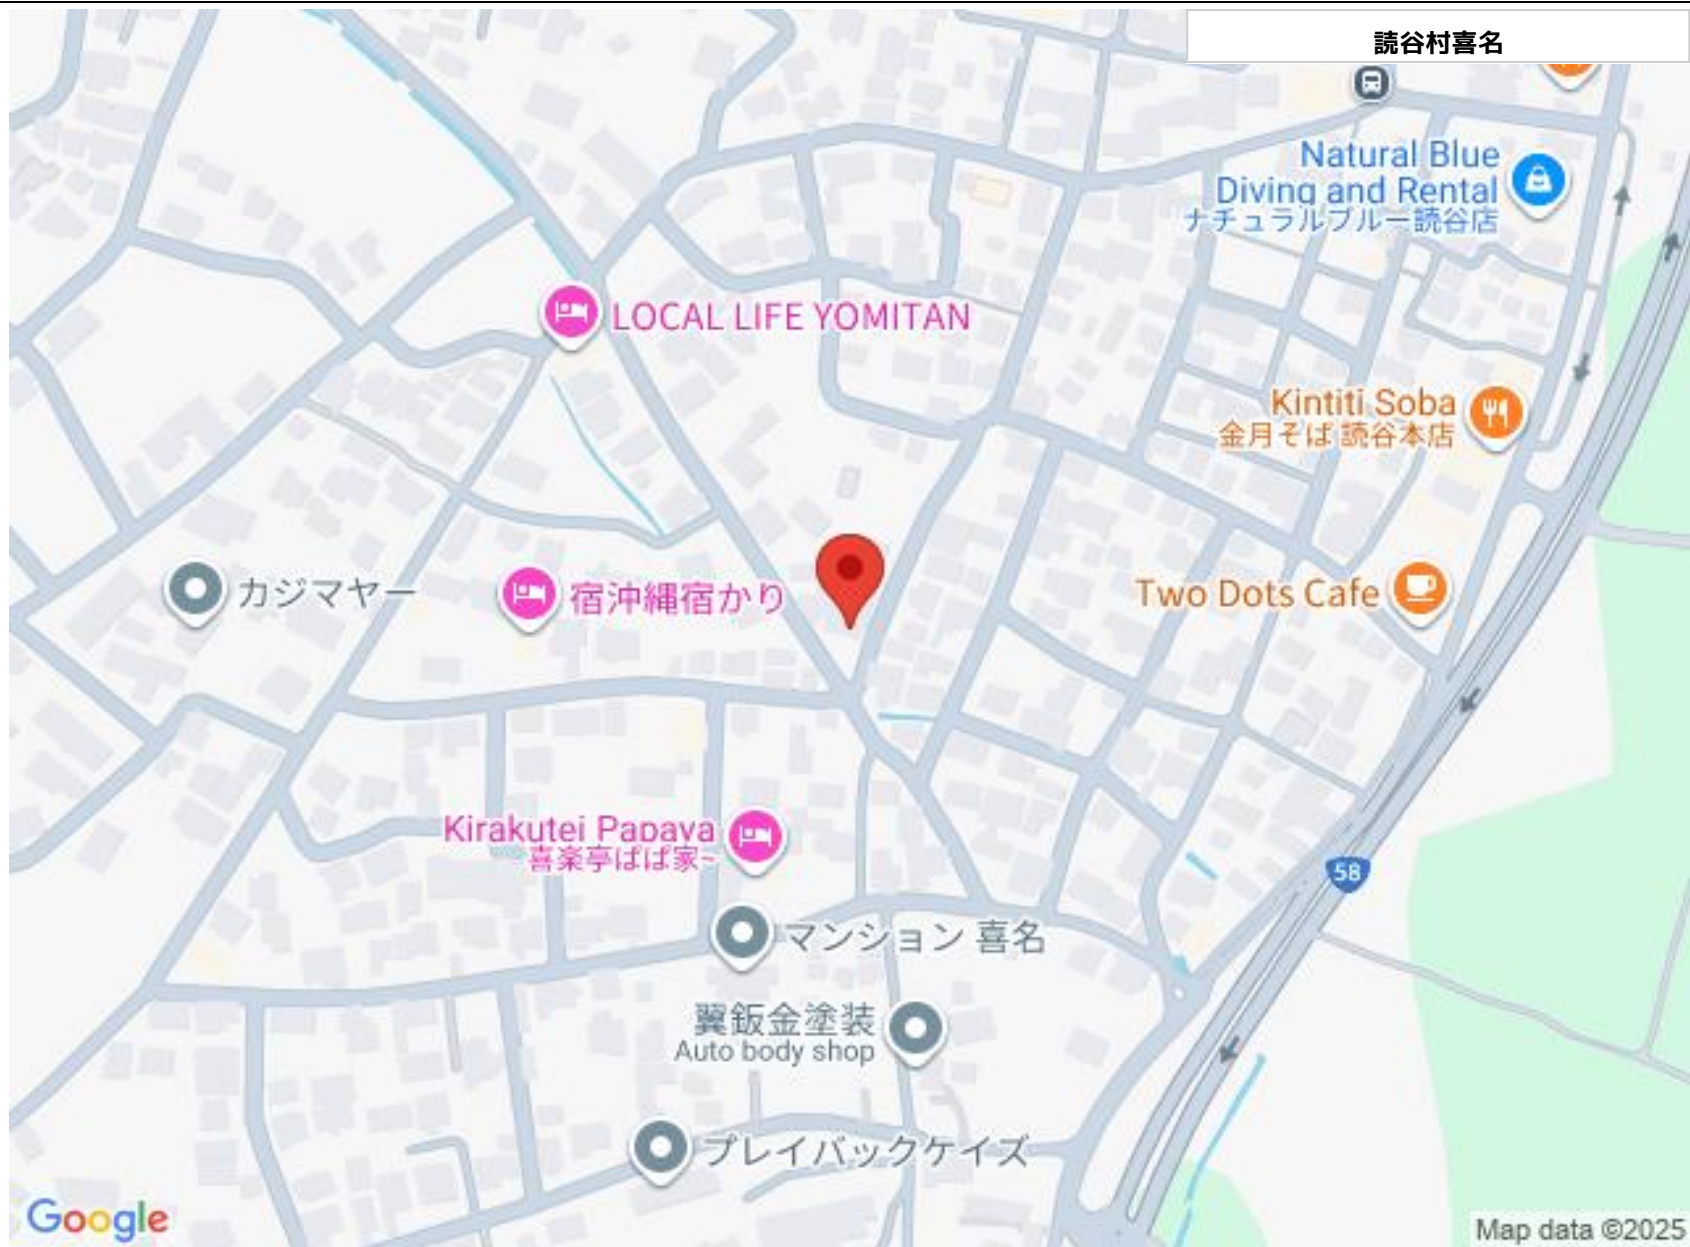 読谷村喜名
Natural Blue
Diving and Rental
ナチュラルブルー読谷店
LOCAL LIFE YOMITAN
Kintiti Soba
金月そば 読谷本店
カジマヤー
宿沖縄宿かり
Two Dots Cafe
Kirakutei Papaya
喜楽亭ぱぱ家~
58
マンション 喜名
翼鈑金塗装
Auto body shop
プレイバックケイズ
Google
Map data ©2025